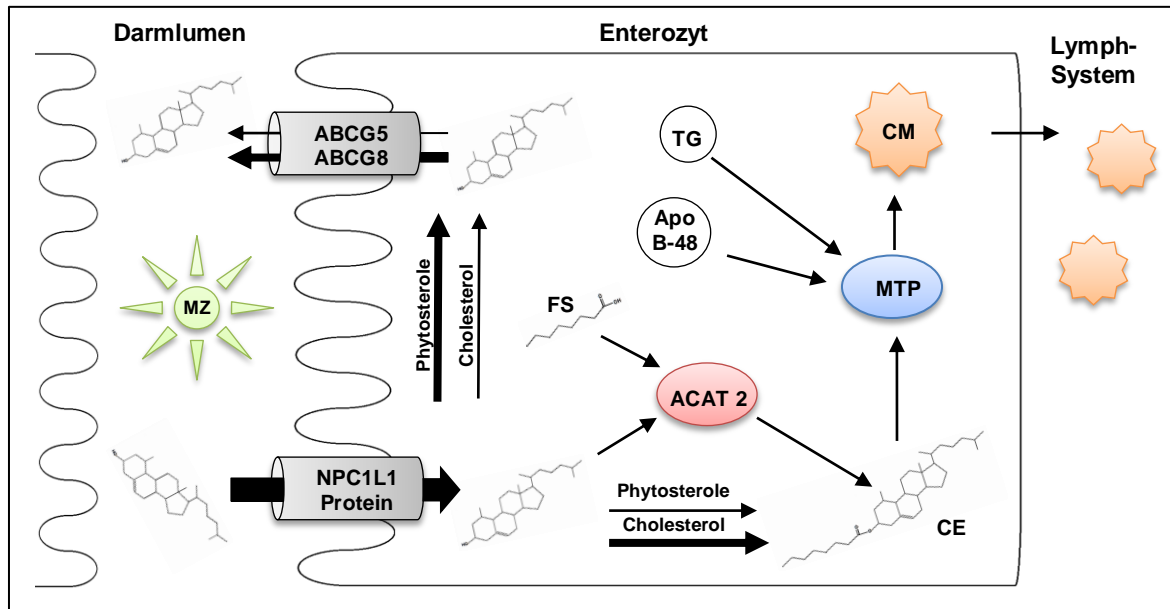 Darmlumen
Enterozyt
Lymph-
System
ABCG5
ABCG8
TG
CM
Apo
B-48
MTP
MZ
Phytosterole
Cholesterol
FS
OH
ACAT 2
NPC1L1
Protein
Phytosterole
Cholesterol
CE